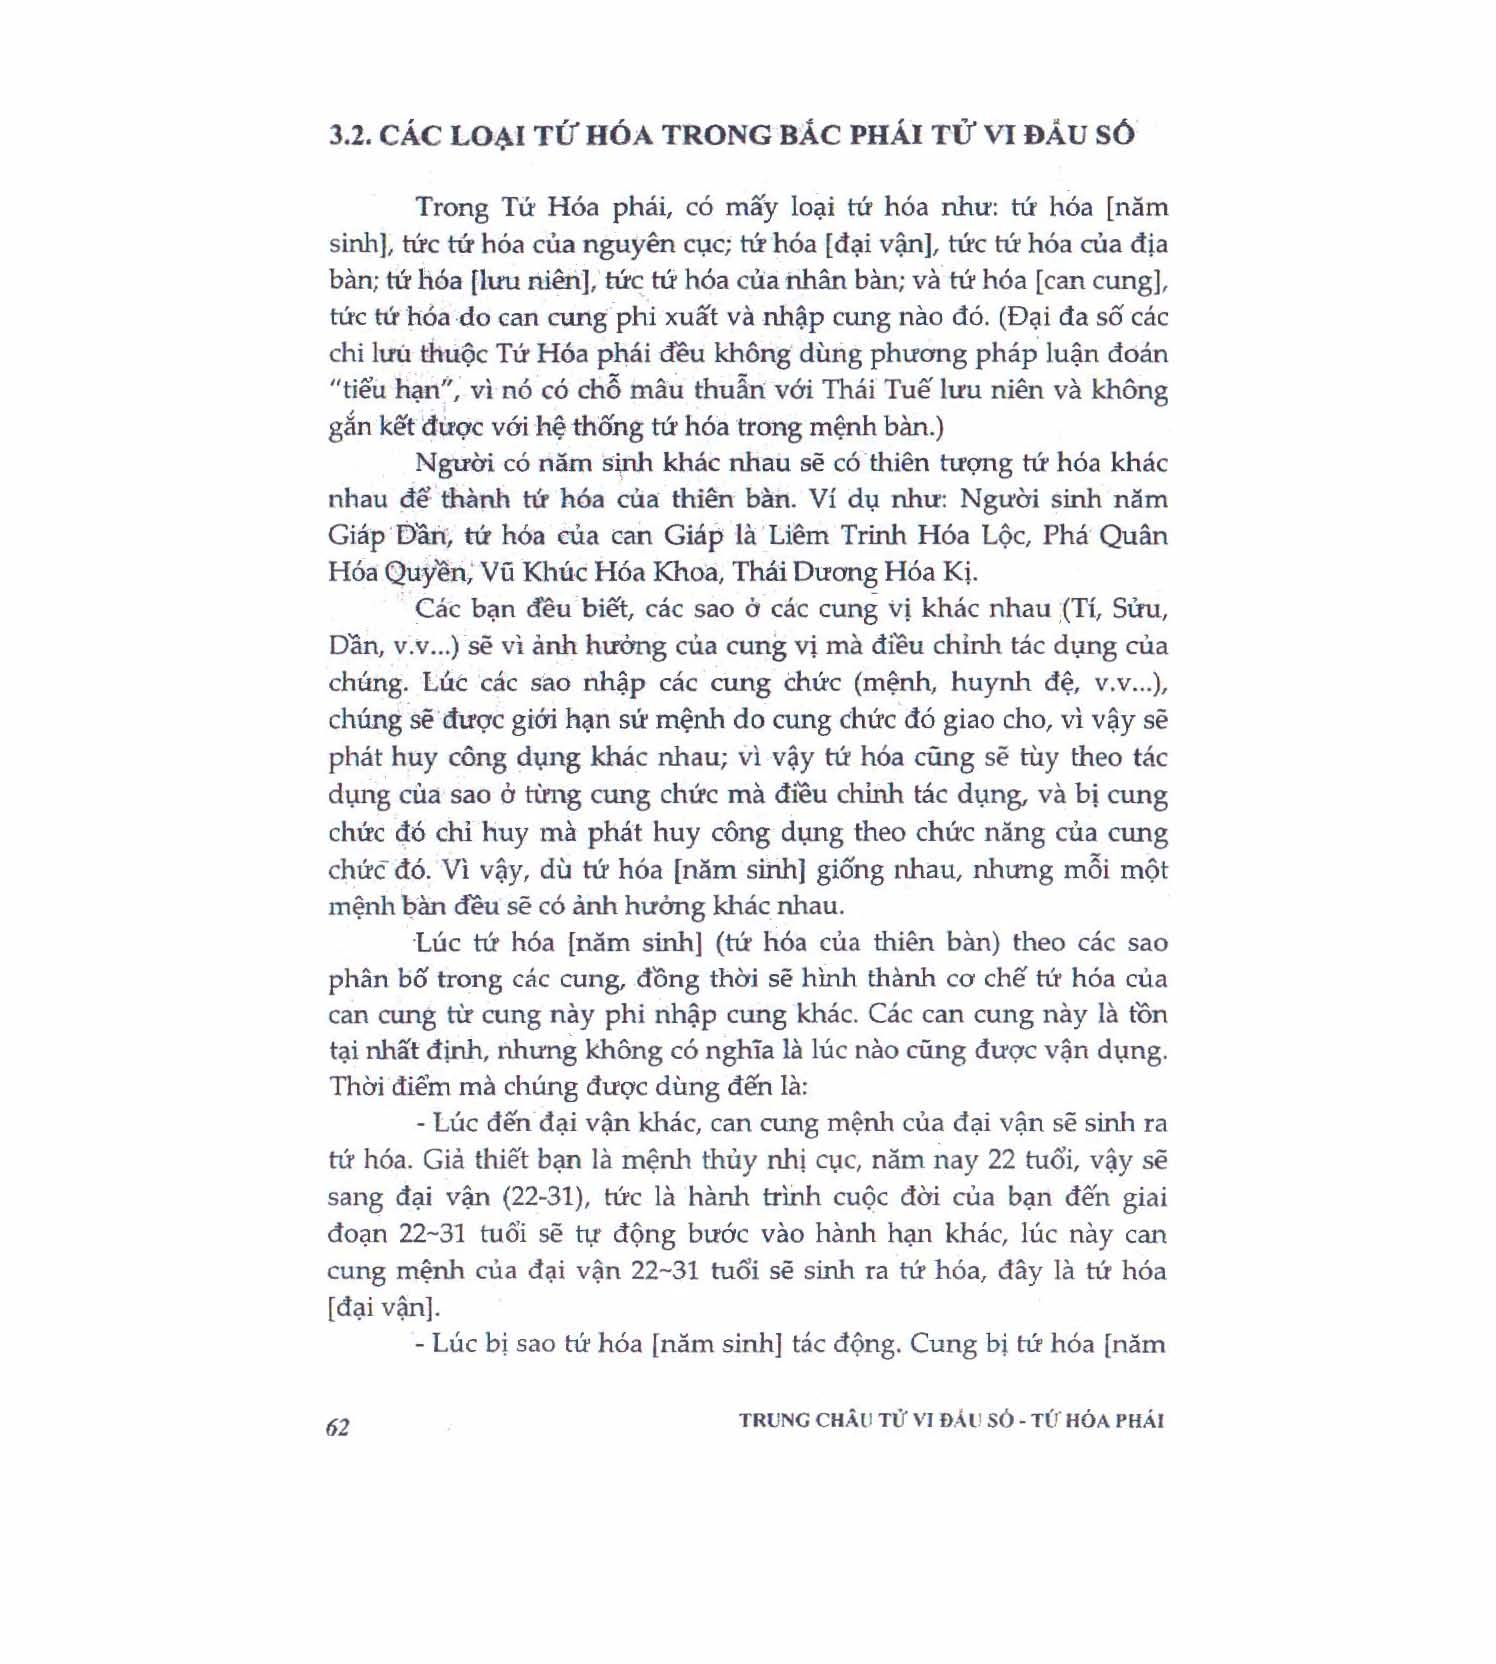 3.2. CÁC LOẠI TỨ HÓA TRONG BẮC PHÁI TỬ VI ĐẨU SỐ
Trong Tứ Hóa phái, có mấy loại tứ hóa như: tứ hóa [năm
sinh], tức tứ hóa của nguyên cục; tứ hóa [đại vận], tức tứ hóa của địa
bàn; tứ hóa [lưu niên], tức tứ hóa của nhân bàn; và tứ hóa [can cung],
tức tứ hóa do can cung phi xuất và nhập cung nào đó. (Đại đa số các
chi lưu thuộc Tứ Hóa phái đều không dùng phương pháp luận đoán
"tiểu hạn", vì nó có chỗ mâu thuẫn với Thái Tuế lưu niên và không
gắn kết được với hệ thống tứ hóa trong mệnh bàn.)
Người có năm sinh khác nhau sẽ có thiên tượng tứ hóa khác
nhau để thành tứ hóa của thiên bàn. Ví dụ như: Người sinh năm
Giáp Dần, tứ hóa của can Giáp là Liêm Trinh Hóa Lộc, Phá Quân
Hóa Quyền, Vũ Khúc Hóa Khoa, Thái Dương Hóa Kị.
Các bạn đều biết, các sao ở các cung vị khác nhau (Tí, Sửu,
Dần, v.v...) sẽ vì ảnh hưởng của cung vị mà điều chỉnh tác dụng của
chúng. Lúc các sao nhập các cung chức (mệnh, huynh đệ, v.v...),
chúng sẽ được giới hạn sứ mệnh do cung chức đó giao cho, vì vậy sẽ
phát huy công dụng khác nhau; vì vậy tứ hóa cũng sẽ tùy theo tác
dụng của sao ở từng cung chức mà điều chỉnh tác dụng, và bị cung
chức đó chỉ huy mà phát huy công dụng theo chức năng của cung
chức đó. Vì vậy, dù tứ hóa [năm sinh] giống nhau, nhưng mỗi một
mệnh bàn đều sẽ có ảnh hưởng khác nhau.
Lúc tứ hóa [năm sinh] (tứ hóa của thiên bàn) theo các sao
phân bố trong các cung, đồng thời sẽ hình thành cơ chế tứ hóa của
can cung từ cung này phi nhập cung khác. Các can cung này là tồn
tại nhất định, nhưng không có nghĩa là lúc nào cũng được vận dụng.
Thời điểm mà chúng được dùng đến là:
- Lúc đến đại vận khác, can cung mệnh của đại vận sẽ sinh ra
tứ hóa. Giả thiết bạn là mệnh thủy nhị cục, năm nay 22 tuổi, vậy sẽ
sang đại vận (22-31), tức là hành trình cuộc đời của bạn đến giai
đoạn 22~31 tuổi sẽ tự động bước vào hành hạn khác, lúc này can
cung mệnh của đại vận 22~31 tuổi sẽ sinh ra tứ hóa, đây là tứ hóa
[đại vận].
- Lúc bị sao tứ hóa [năm sinh] tác động. Cung bị tứ hóa [năm
62
TRUNG CHÂU TỬ VI ĐẨU SỐ - TỨ HÓA PHÁI